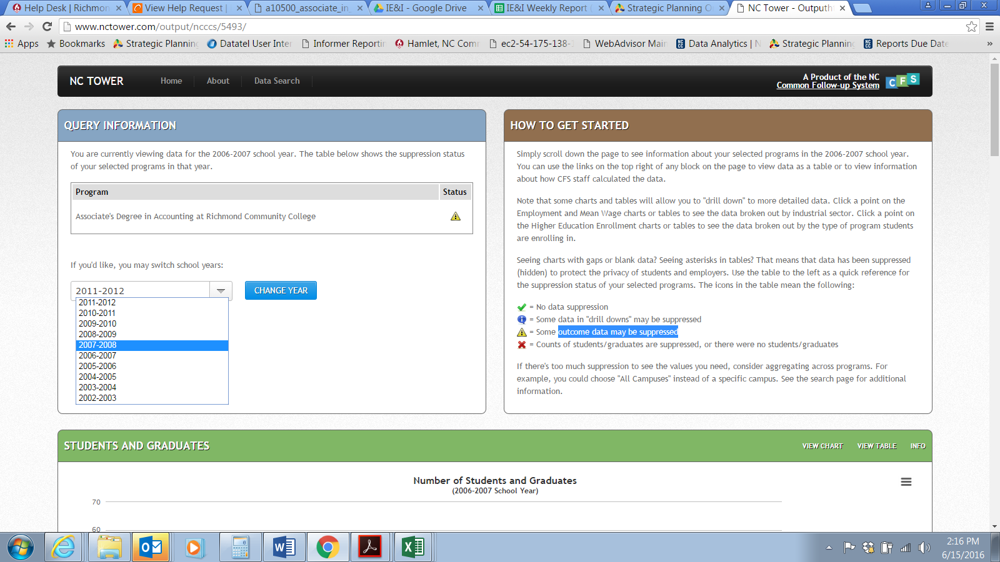 Help Desk | Richmon
View Help Request |
a10500_associate_in_
IE&I - Google Drive
IE&I Weekly Report (
Strategic Planning O
NC Tower - Outputh
www.nctower.com/output/ncccs/5493/
Apps
Bookmarks
Strategic Planning
Datatel User Inter
Informer Reportin
Hamlet, NC Com
ec2-54-175-138-
WebAdvisor Main
Data Analytics | N
Strategic Planning
Reports Due Date
»
NC TOWER
Home
About
Data Search
A Product of the NC
Common Follow-up System
CFS
QUERY INFORMATION
You are currently viewing data for the 2006-2007 school year. The table below shows the suppression status
of your selected programs in that year.
Program
Status
Associate's Degree in Accounting at Richmond Community College
If you'd like, you may switch school years:
2011-2012
CHANGE YEAR
2011-2012
2010-2011
2009-2010
2008-2009
2007-2008
2006-2007
2005-2006
2004-2005
2003-2004
2002-2003
HOW TO GET STARTED
Simply scroll down the page to see information about your selected programs in the 2006-2007 school year.
You can use the links on the top right of any block on the page to view data as a table or to view information
about how CFS staff calculated the data.
Note that some charts and tables will allow you to "drill down" to more detailed data. Click a point on the
Employment and Mean Wage charts or tables to see the data broken out by industrial sector. Click a point on
the Higher Education Enrollment charts or tables to see the data broken out by the type of program students
are enrolling in.
Seeing charts with gaps or blank data? Seeing asterisks in tables? That means that data has been suppressed
(hidden) to protect the privacy of students and employers. Use the table to the left as a quick reference for
the suppression status of your selected programs. The icons in the table mean the following:
= No data suppression
= Some data in "drill downs" may be suppressed
= Some outcome data may be suppressed
= Counts of students/graduates are suppressed, or there were no students/graduates
If there's too much suppression to see the values you need, consider aggregating across programs. For
example, you could choose "All Campuses" instead of a specific campus. See the search page for additional
information.
STUDENTS AND GRADUATES
VIEW CHART
VIEW TABLE
INFO
Number of Students and Graduates
(2006-2007 School Year)
70
60
2:16 PM
6/15/2016